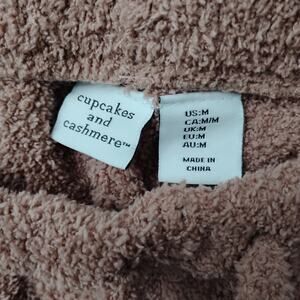 cupcakes
and
cashmere™
US:M
CA:M/M
UK:M
EU:M
AU:M
MADE IN
CHINA